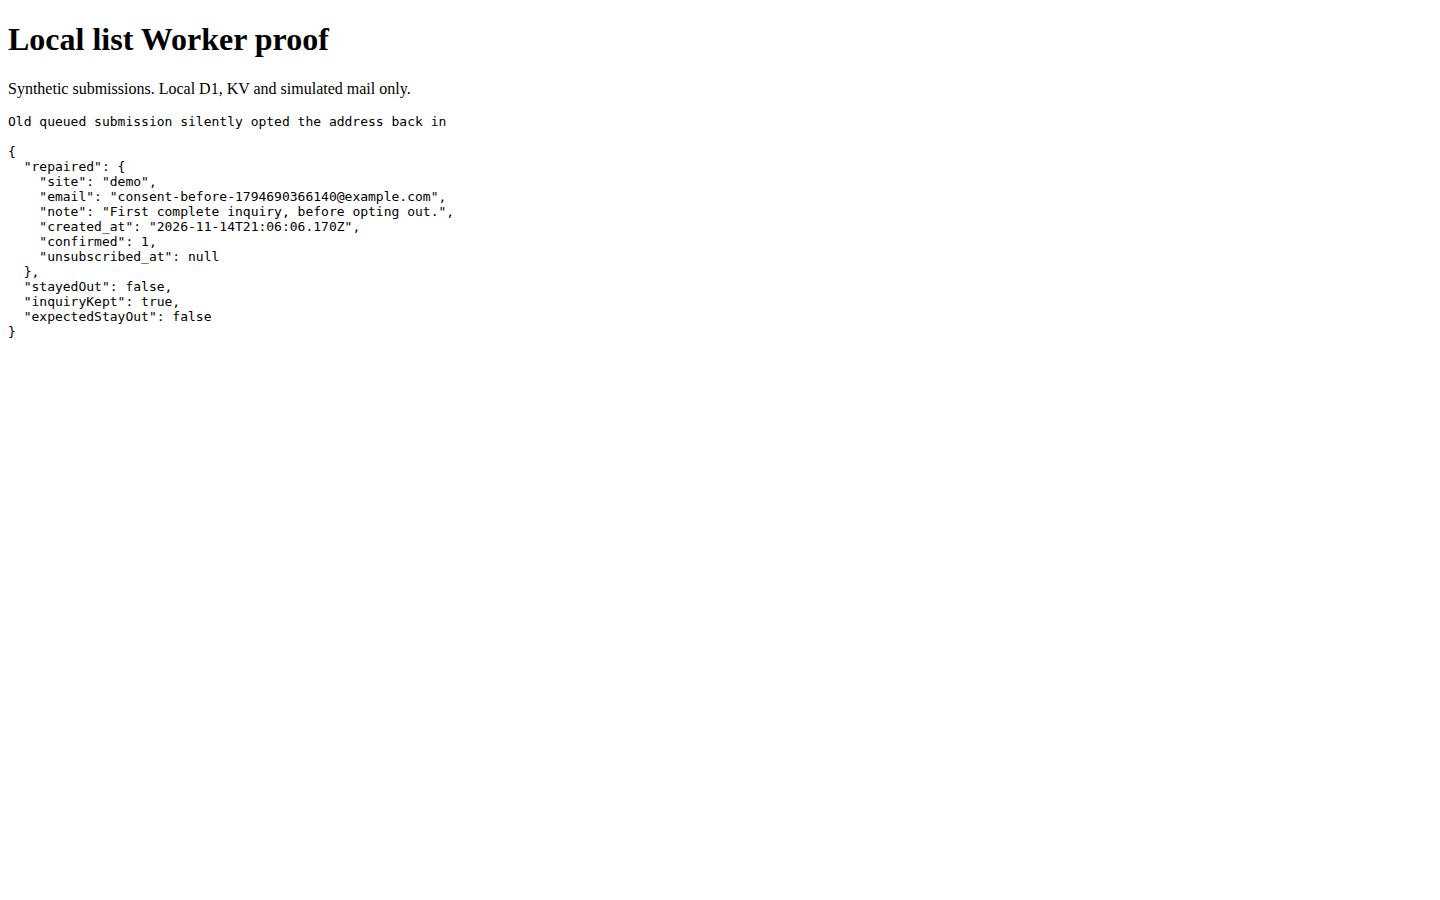 Local list Worker proof
Synthetic submissions. Local D1, KV and simulated mail only.
Old queued submission silently opted the address back in
{
  "repaired": {
    "site": "demo",
    "email": "consent-before-1794690366140@example.com",
    "note": "First complete inquiry, before opting out.",
    "created_at": "2026-11-14T21:06:06.170Z",
    "confirmed": 1,
    "unsubscribed_at": null
  },
  "stayedOut": false,
  "inquiryKept": true,
  "expectedStayOut": false
}